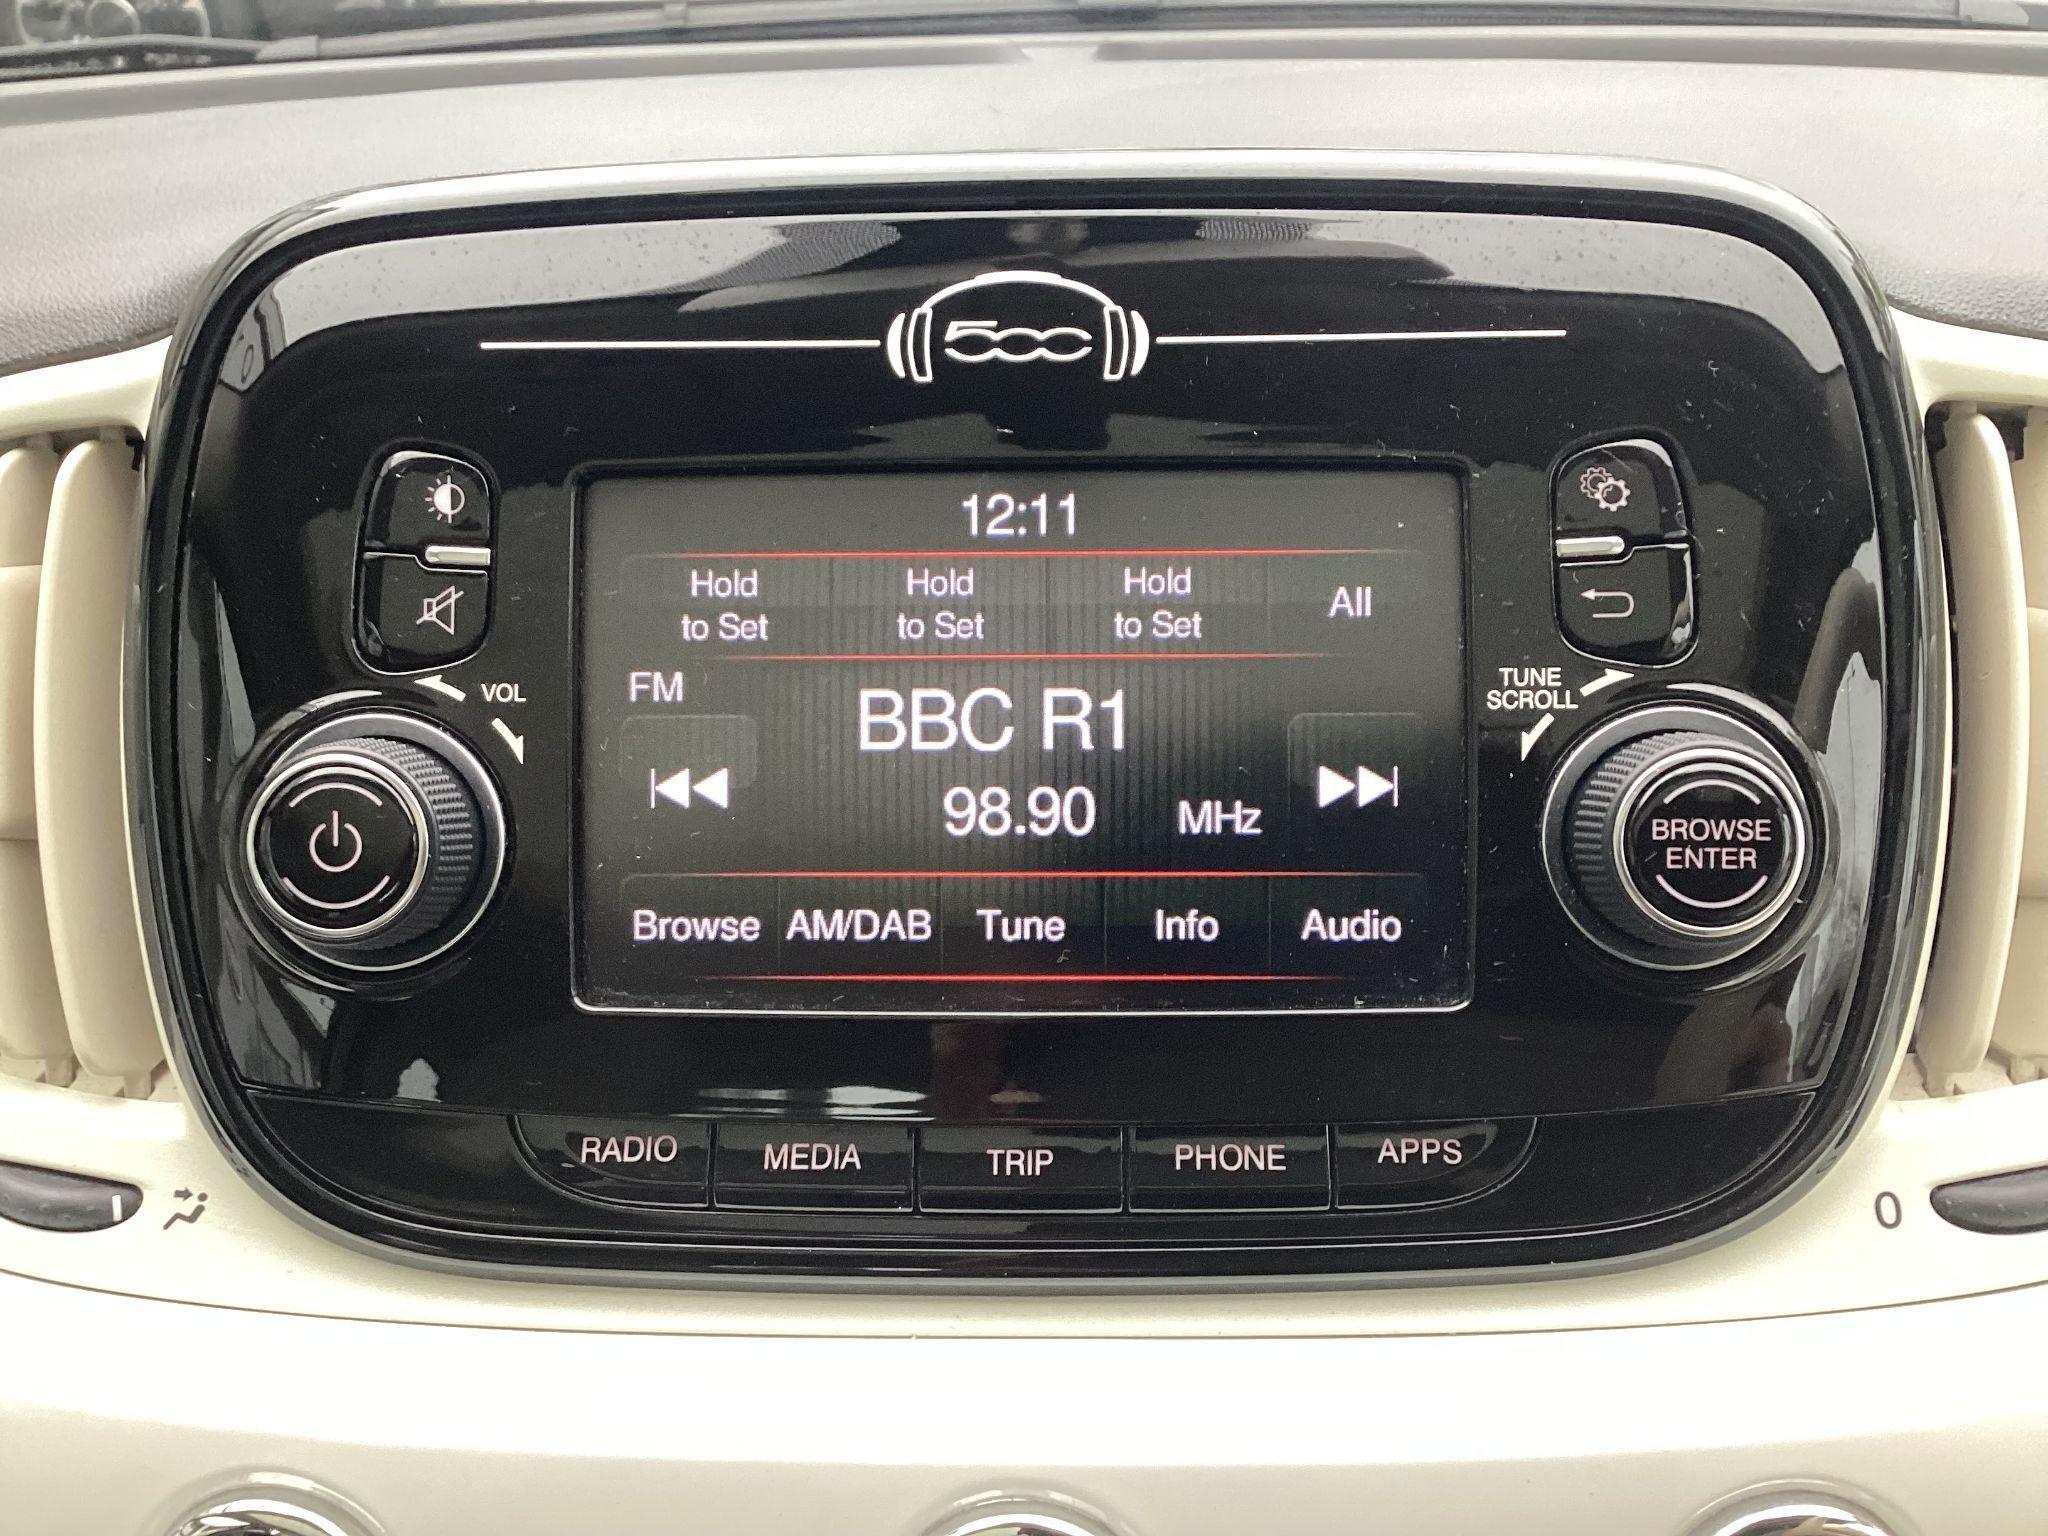 500
12:11
Hold to Set
Hold to Set
Hold to Set
All
FM
BBC R1
98.90 MHz
Browse
AM/DAB
Tune
Info
Audio
VOL
TUNE
SCROLL
BROWSE
ENTER
RADIO
MEDIA
TRIP
PHONE
APPS
0